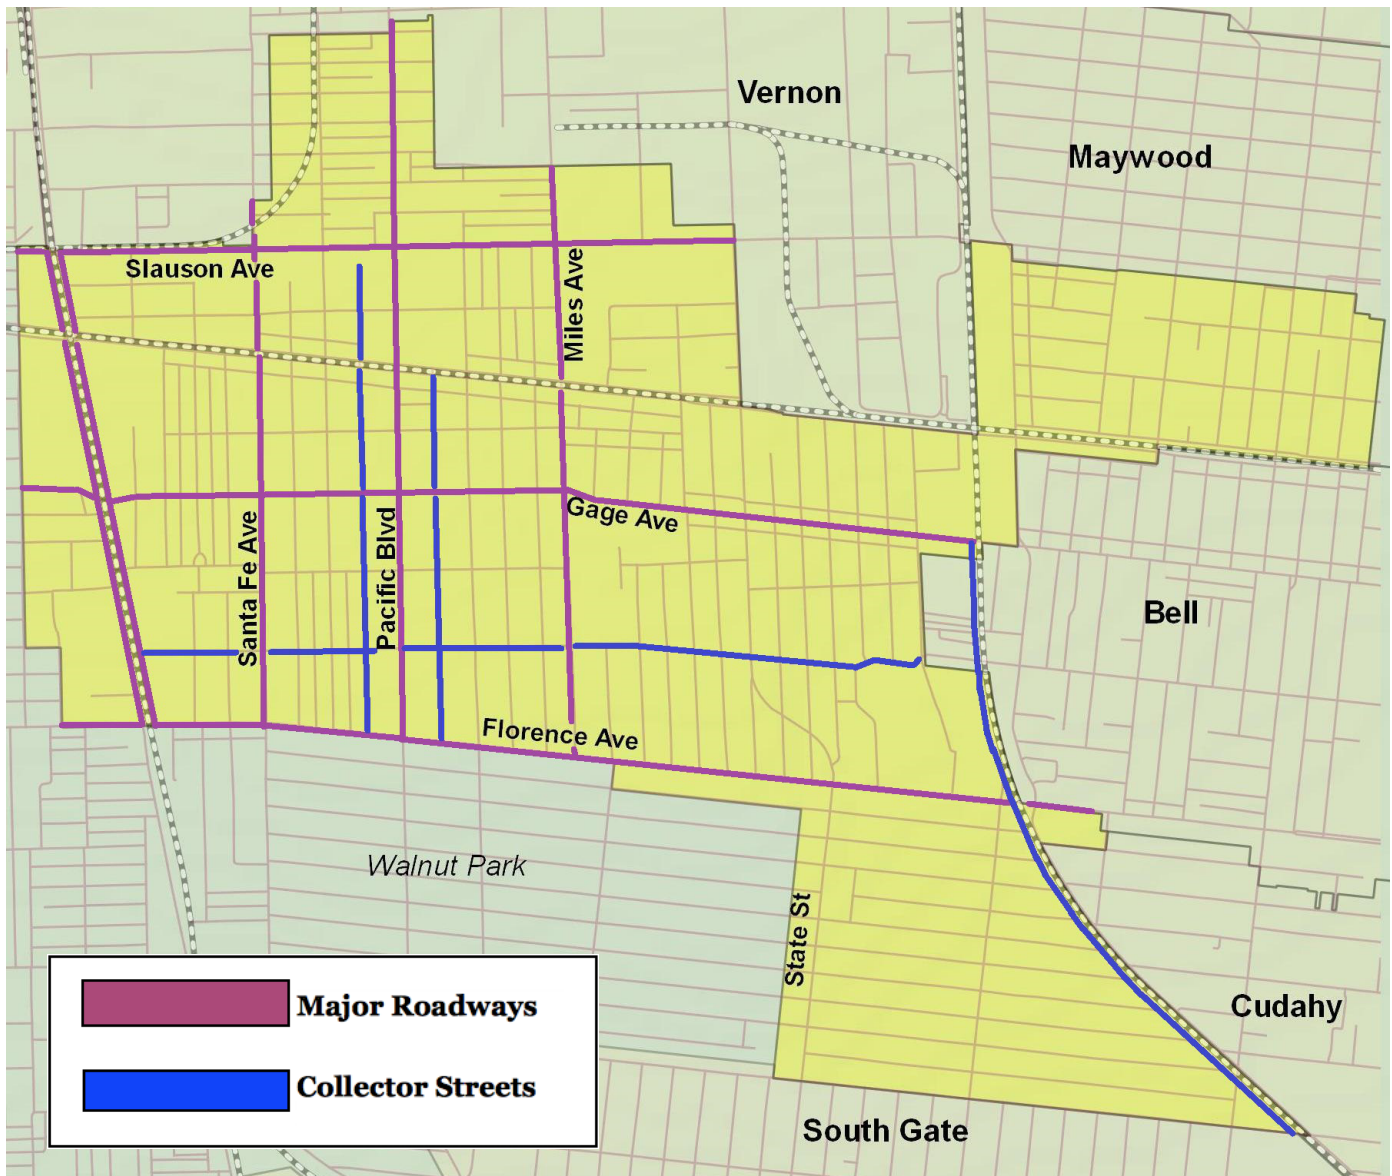 Vernon
Maywood
Slauson Ave
Miles Ave
Gage Ave
Santa Fe Ave
Pacific Blvd
Bell
Florence Ave
Walnut Park
State St
Cudahy
South Gate
Major Roadways
Collector Streets